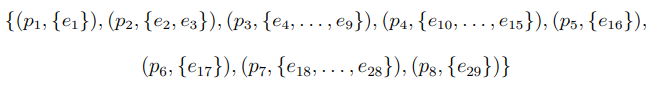 {(p₁, {e₁}), (p₂, {e₂, e₃}), (p₃, {e₄, . . . , e₉}), (p₄, {e₁₀, . . . , e₁₅}), (p₅, {e₁₆}),
(p₆, {e₁₇}), (p₇, {e₁₈, . . . , e₂₈}), (p₈, {e₂₉})}